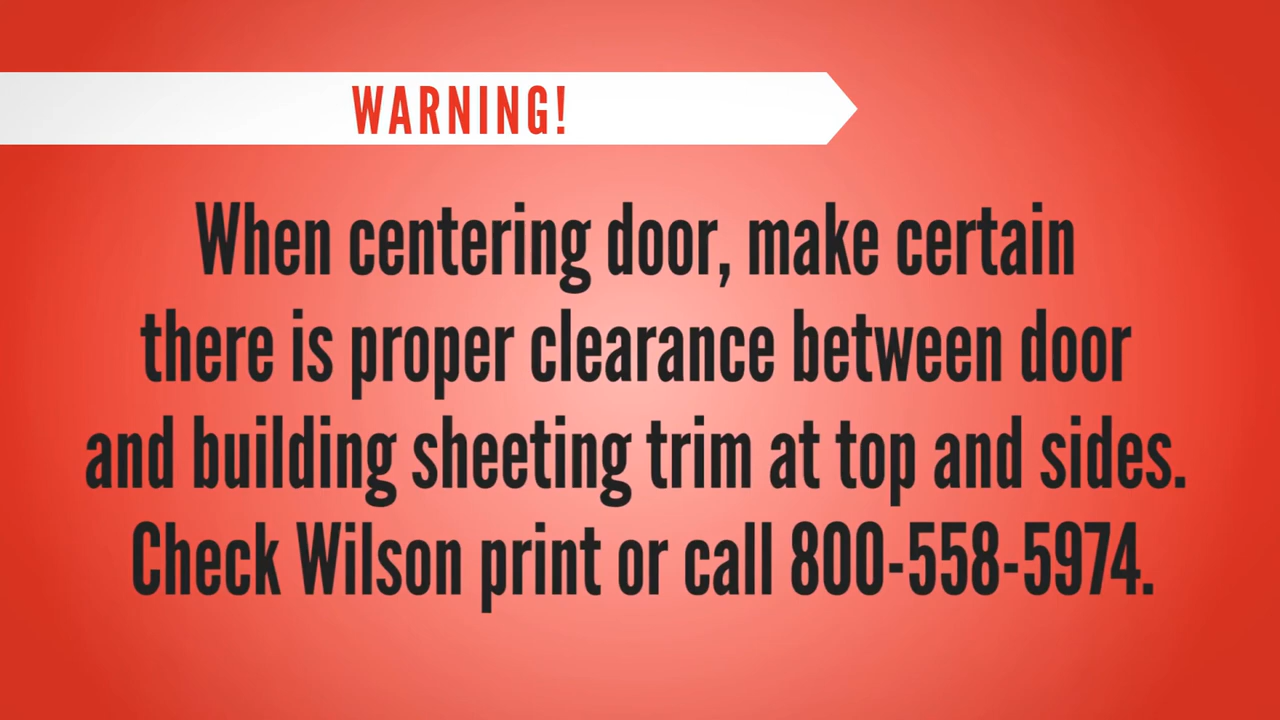 WARNING!
When centering door, make certain
there is proper clearance between door
and building sheeting trim at top and sides.
Check Wilson print or call 800-558-5974.